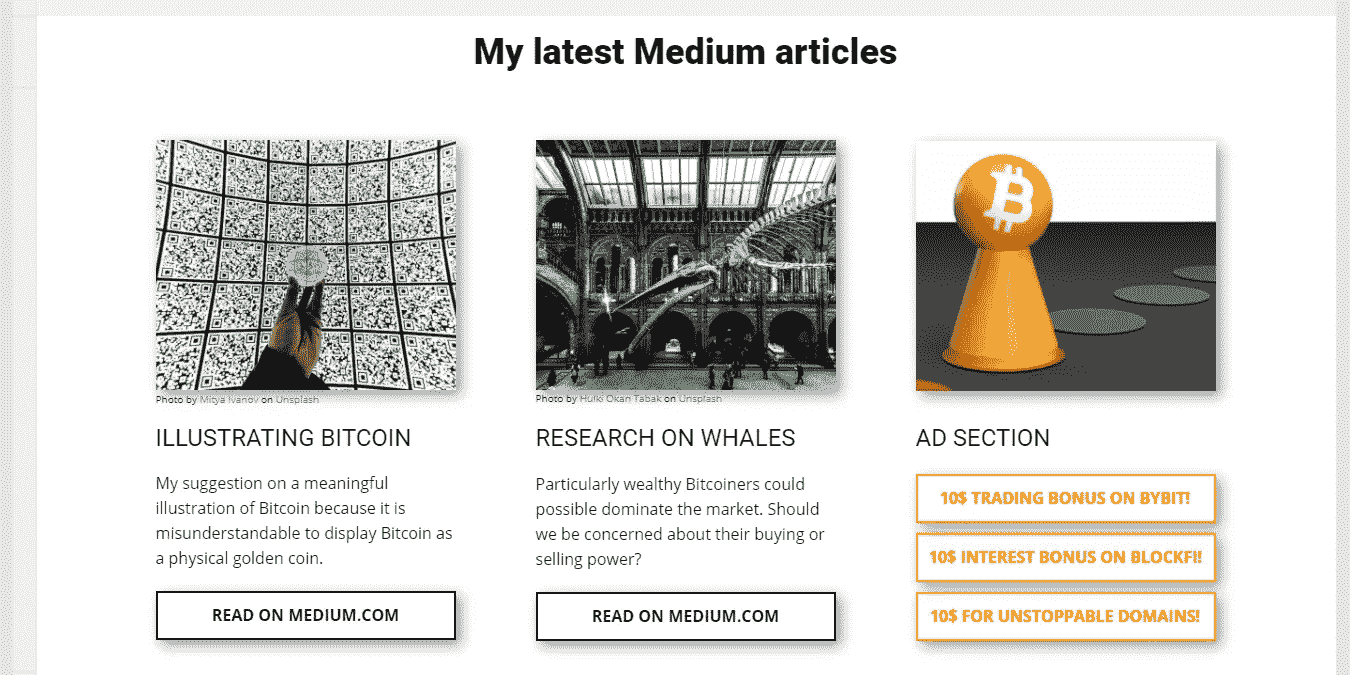 My latest Medium articles
Photo by Mitya Ivanov on Unsplash
ILLUSTRATING BITCOIN
My suggestion on a meaningful
illustration of Bitcoin because it is
misunderstandable to display Bitcoin as
a physical golden coin.
READ ON MEDIUM.COM
Photo by Hulki Okan Tabak on Unsplash
RESEARCH ON WHALES
Particularly wealthy Bitcoiners could
possible dominate the market. Should
we be concerned about their buying or
selling power?
READ ON MEDIUM.COM
AD SECTION
10$ TRADING BONUS ON BYBIT!
10$ INTEREST BONUS ON BLOCKFI!
10$ FOR UNSTOPPABLE DOMAINS!